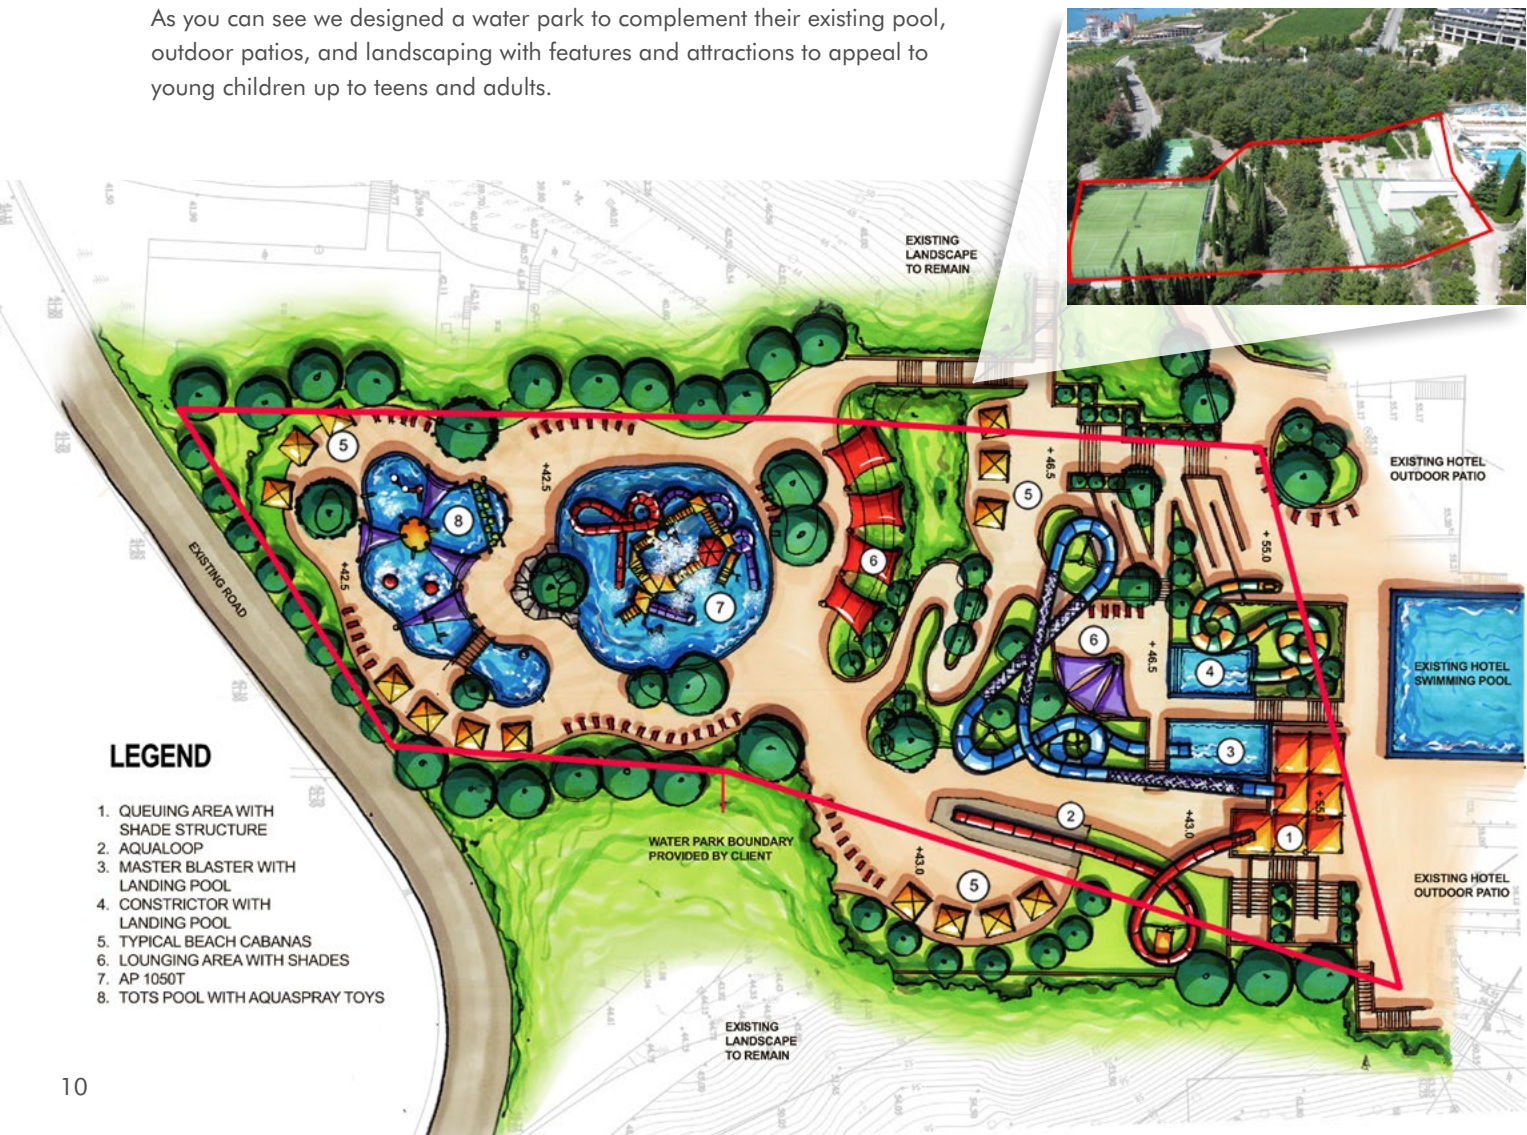 As you can see we designed a water park to complement their existing pool,
outdoor patios, and landscaping with features and attractions to appeal to
young children up to teens and adults.
EXISTING
LANDSCAPE
TO REMAIN
EXISTING HOTEL
OUTDOOR PATIO
EXISTING ROAD
EXISTING HOTEL
SWIMMING POOL
WATER PARK BOUNDARY
PROVIDED BY CLIENT
EXISTING HOTEL
OUTDOOR PATIO
EXISTING
LANDSCAPE
TO REMAIN
5
8
+42.5
+42.5
7
6
5
+ 46.5
6
+ 46.5
+ 55.0
4
3
2
+43.0
1
+ 55.0
5
+43.0
LEGEND
1. QUEUING AREA WITH
SHADE STRUCTURE
2. AQUALOOP
3. MASTER BLASTER WITH
LANDING POOL
4. CONSTRICTOR WITH
LANDING POOL
5. TYPICAL BEACH CABANAS
6. LOUNGING AREA WITH SHADES
7. AP 1050T
8. TOTS POOL WITH AQUASPRAY TOYS
10